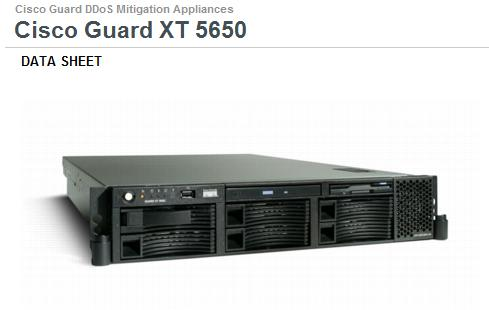 Cisco Guard DDoS Mitigation Appliances
Cisco Guard XT 5650
DATA SHEET